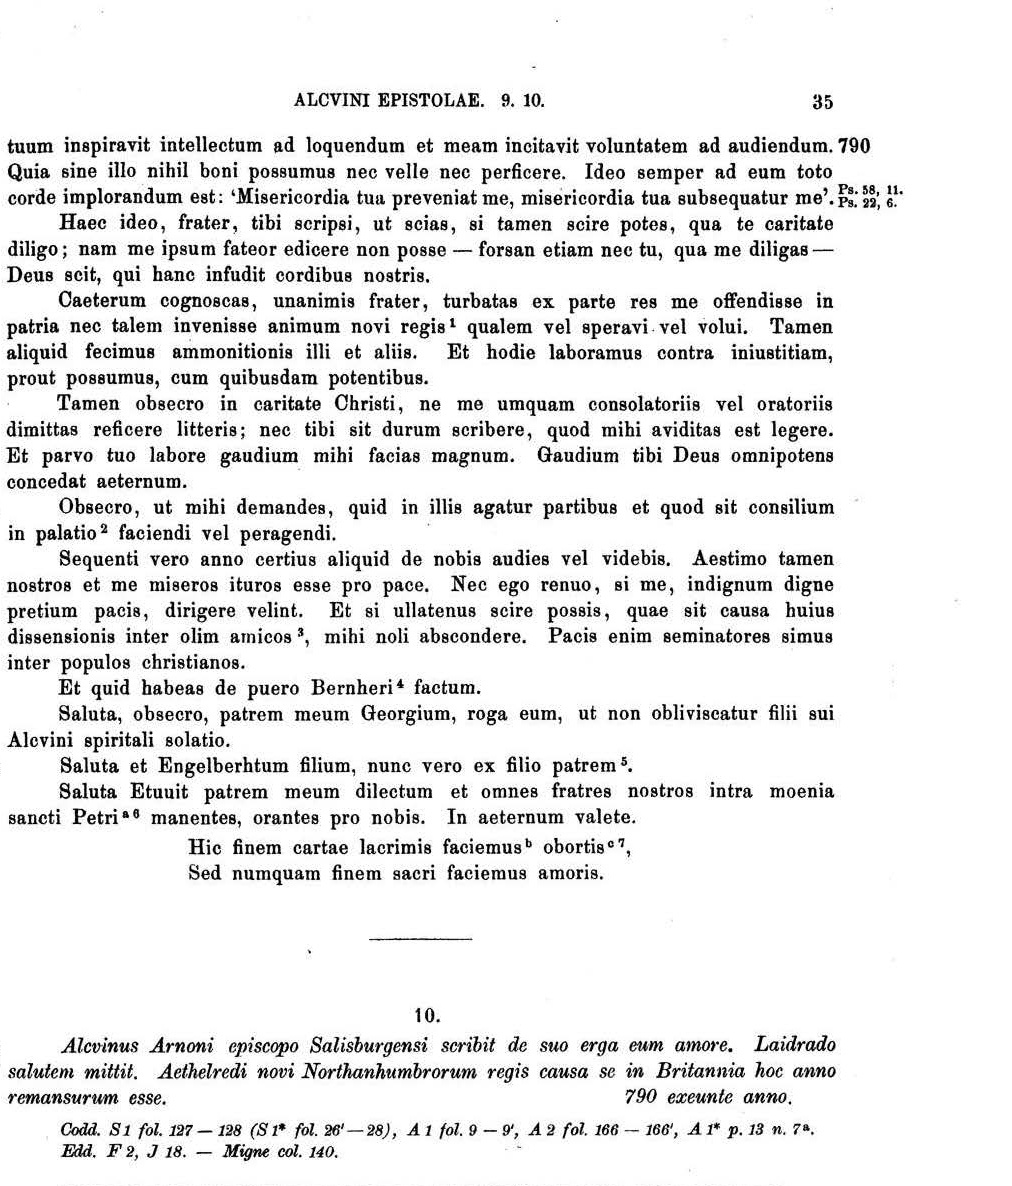 ALCVINI EPISTOLAE. 9. 10. 35
tuum inspiravit intellectum ad loquendum et meam incitavit voluntatem ad audiendum. 790
Quia sine illo nihil boni possumus nec velle nec perficere. Ideo semper ad eum toto
corde implorandum est: ‘Misericordia tua preveniat me, misericordia tua subsequatur me’. Ps. 58, 11. Ps. 22, 6.
Haec ideo, frater, tibi scripsi, ut scias, si tamen scire potes, qua te caritate
diligo; nam me ipsum fateor edicere non posse — forsan etiam nec tu, qua me diligas —
Deus scit, qui hanc infudit cordibus nostris.
Caeterum cognoscas, unanimis frater, turbatas ex parte res me offendisse in
patria nec talem invenisse animum novi regis¹ qualem vel speravi vel volui. Tamen
aliquid fecimus ammonitionis illi et aliis. Et hodie laboramus contra iniustitiam,
prout possumus, cum quibusdam potentibus.
Tamen obsecro in caritate Christi, ne me umquam consolatoriis vel oratoriis
dimittas reficere litteris; nec tibi sit durum scribere, quod mihi aviditas est legere.
Et parvo tuo labore gaudium mihi facias magnum. Gaudium tibi Deus omnipotens
concedat aeternum.
Obsecro, ut mihi demandes, quid in illis agatur partibus et quod sit consilium
in palatio² faciendi vel peragendi.
Sequenti vero anno certius aliquid de nobis audies vel videbis. Aestimo tamen
nostros et me miseros ituros esse pro pace. Nec ego renuo, si me, indignum digne
pretium pacis, dirigere velint. Et si ullatenus scire possis, quae sit causa huius
dissensionis inter olim amicos³, mihi noli abscondere. Pacis enim seminatores simus
inter populos christianos.
Et quid habeas de puero Bernheri⁴ factum.
Saluta, obsecro, patrem meum Georgium, roga eum, ut non obliviscatur filii sui
Alcvini spiritali solatio.
Saluta et Engelberhtum filium, nunc vero ex filio patrem⁵.
Saluta Etuuit patrem meum dilectum et omnes fratres nostros intra moenia
sancti Petriᵃ⁶ manentes, orantes pro nobis. In aeternum valete.
Hic finem cartae lacrimis faciemusᵇ obortisᶜ⁷,
Sed numquam finem sacri faciemus amoris.
10.
Alcvinus Arnoni episcopo Salisburgensi scribit de suo erga eum amore. Laidrado
salutem mittit. Aethelredi novi Northanhumbrorum regis causa se in Britannia hoc anno
remansurum esse. 790 exeunte anno.
Codd. S 1 fol. 127 — 128 (S 1* fol. 26′ — 28), A 1 fol. 9 — 9′, A 2 fol. 166 — 166′, A 1* p. 13 n. 7ᵃ.
Edd. F 2, J 18. — Migne col. 140.